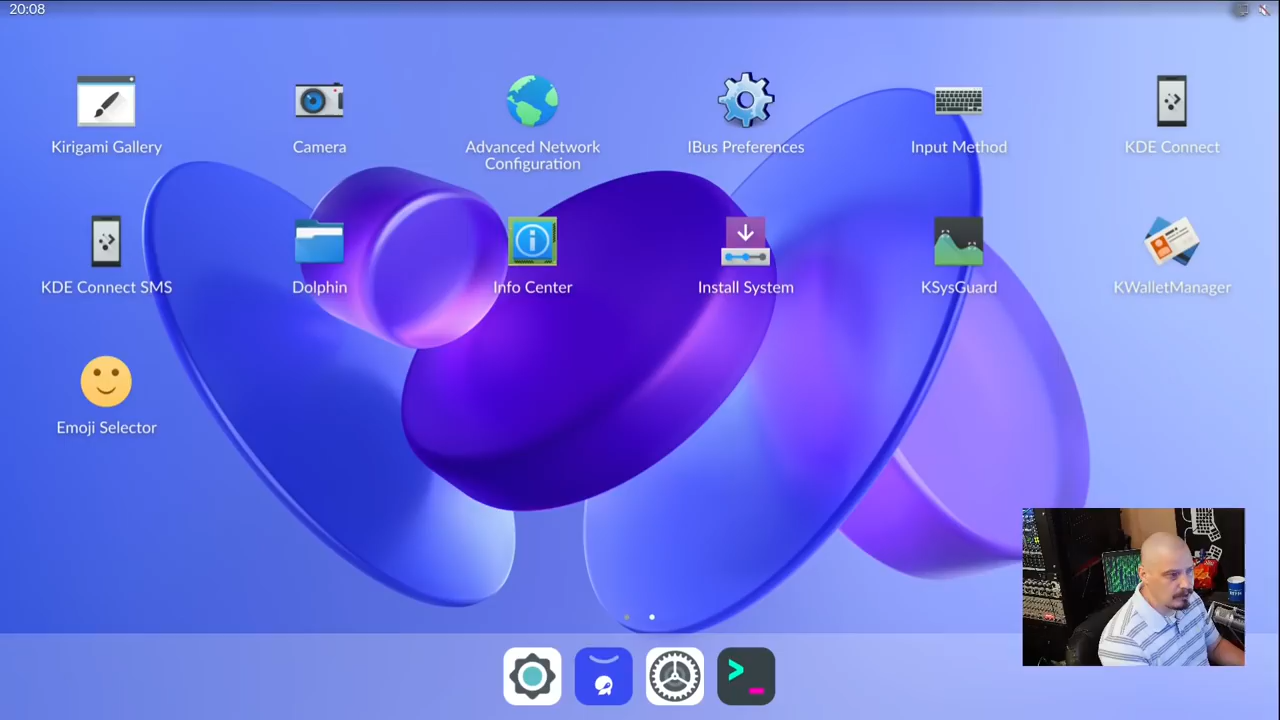 20:08
Kirigami Gallery
Camera
Advanced Network
Configuration
IBus Preferences
Input Method
KDE Connect
KDE Connect SMS
Dolphin
Info Center
Install System
KSysGuard
KWalletManager
Emoji Selector